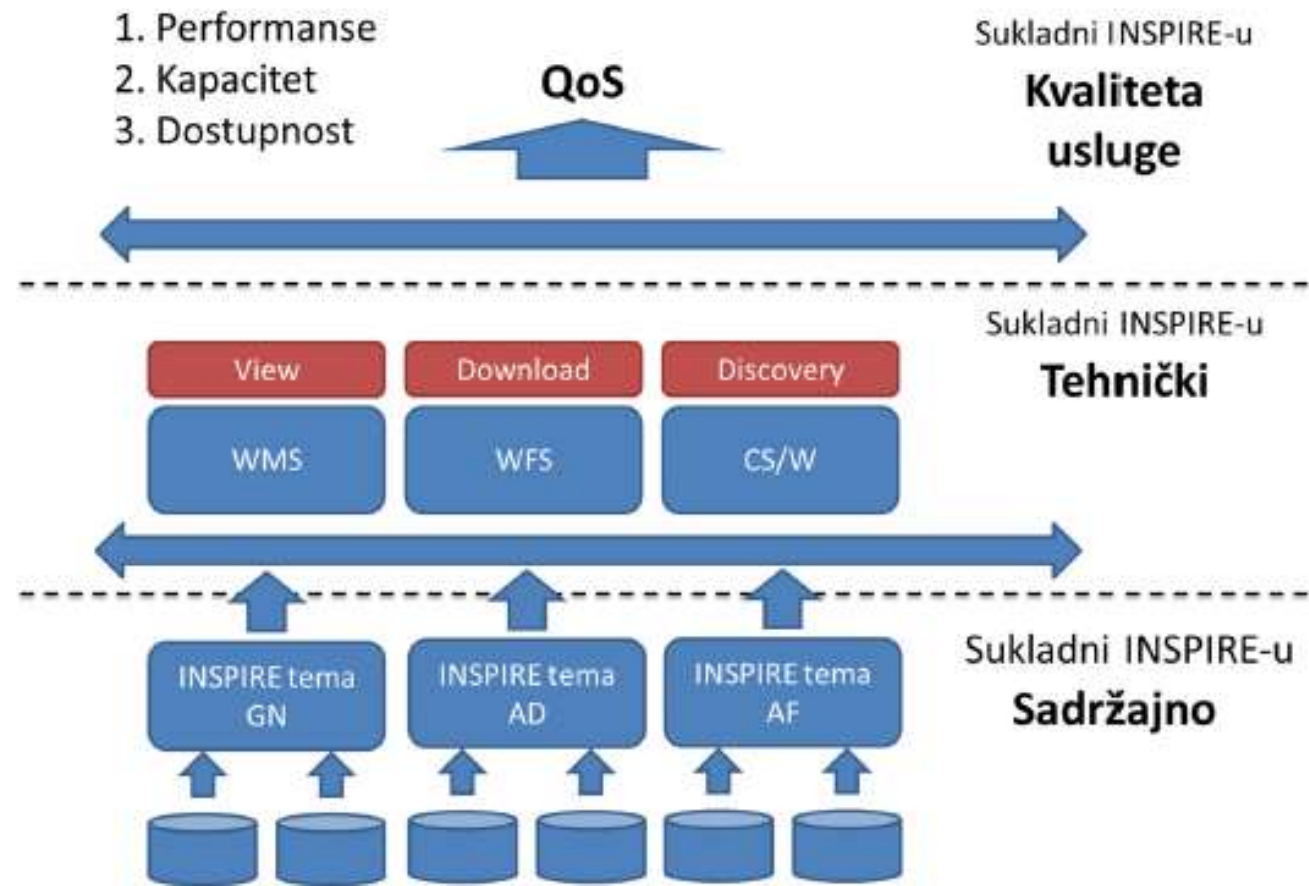 1. Performanse
2. Kapacitet
3. Dostupnost
QoS
Sukladni INSPIRE-u
Kvaliteta
usluge
Sukladni INSPIRE-u
Tehnički
View
Download
Discovery
WMS
WFS
CS/W
INSPIRE tema
GN
INSPIRE tema
AD
INSPIRE tema
AF
Sukladni INSPIRE-u
Sadržajno